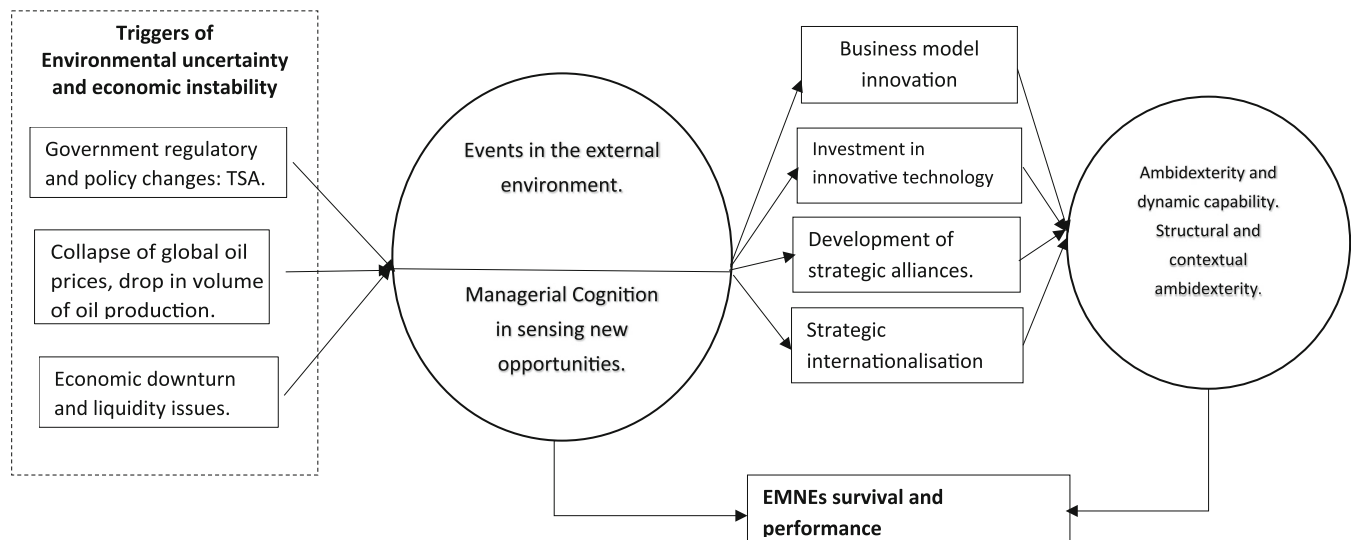 Triggers of
Environmental uncertainty
and economic instability
Government regulatory
and policy changes: TSA.
Collapse of global oil
prices, drop in volume
of oil production.
Economic downturn
and liquidity issues.
Events in the external
environment.
Managerial Cognition
in sensing new
opportunities.
Business model
innovation
Investment in
innovative technology
Development of
strategic alliances.
Strategic
internationalisation
Ambidexterity and
dynamic capability.
Structural and
contextual
ambidexterity.
EMNEs survival and
performance